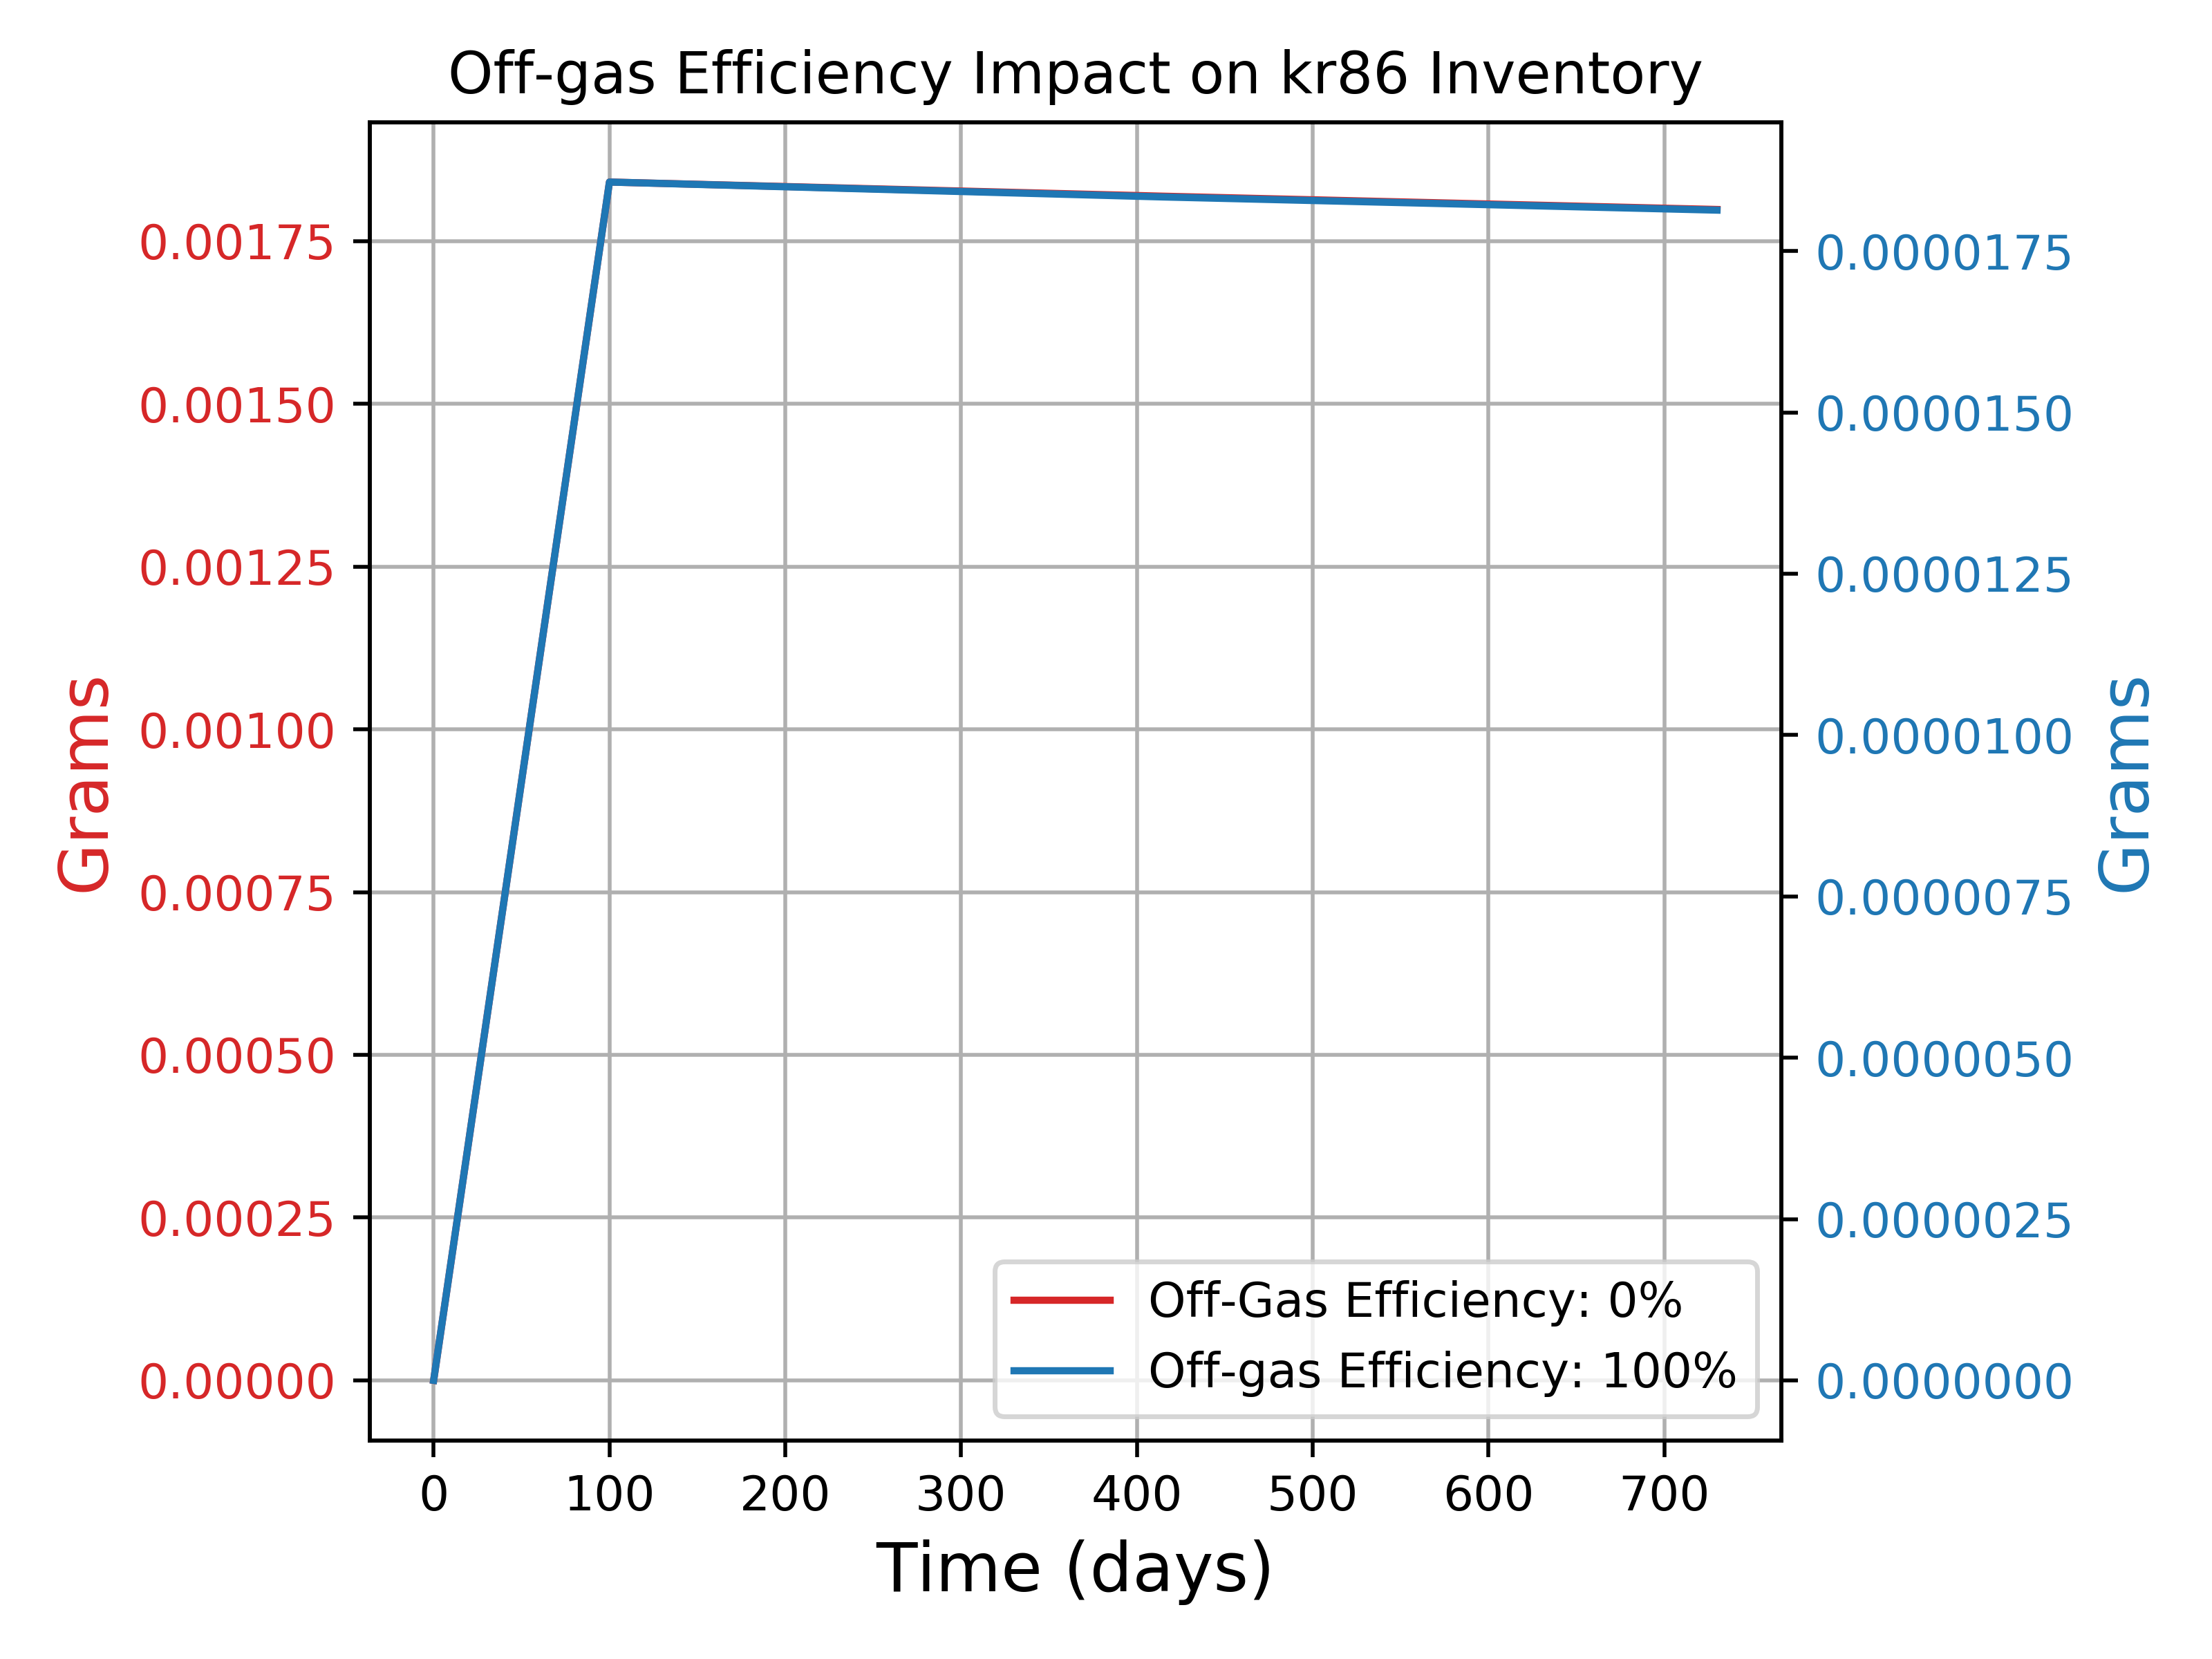 Off-gas Efficiency Impact on kr86 Inventory
0.00175
0.00150
0.00125
0.00100
0.00075
0.00050
0.00025
0.00000
Grams
0.0000175
0.0000150
0.0000125
0.0000100
0.0000075
0.0000050
0.0000025
0.0000000
Grams
Off-Gas Efficiency: 0%
Off-gas Efficiency: 100%
0 100 200 300 400 500 600 700
Time (days)